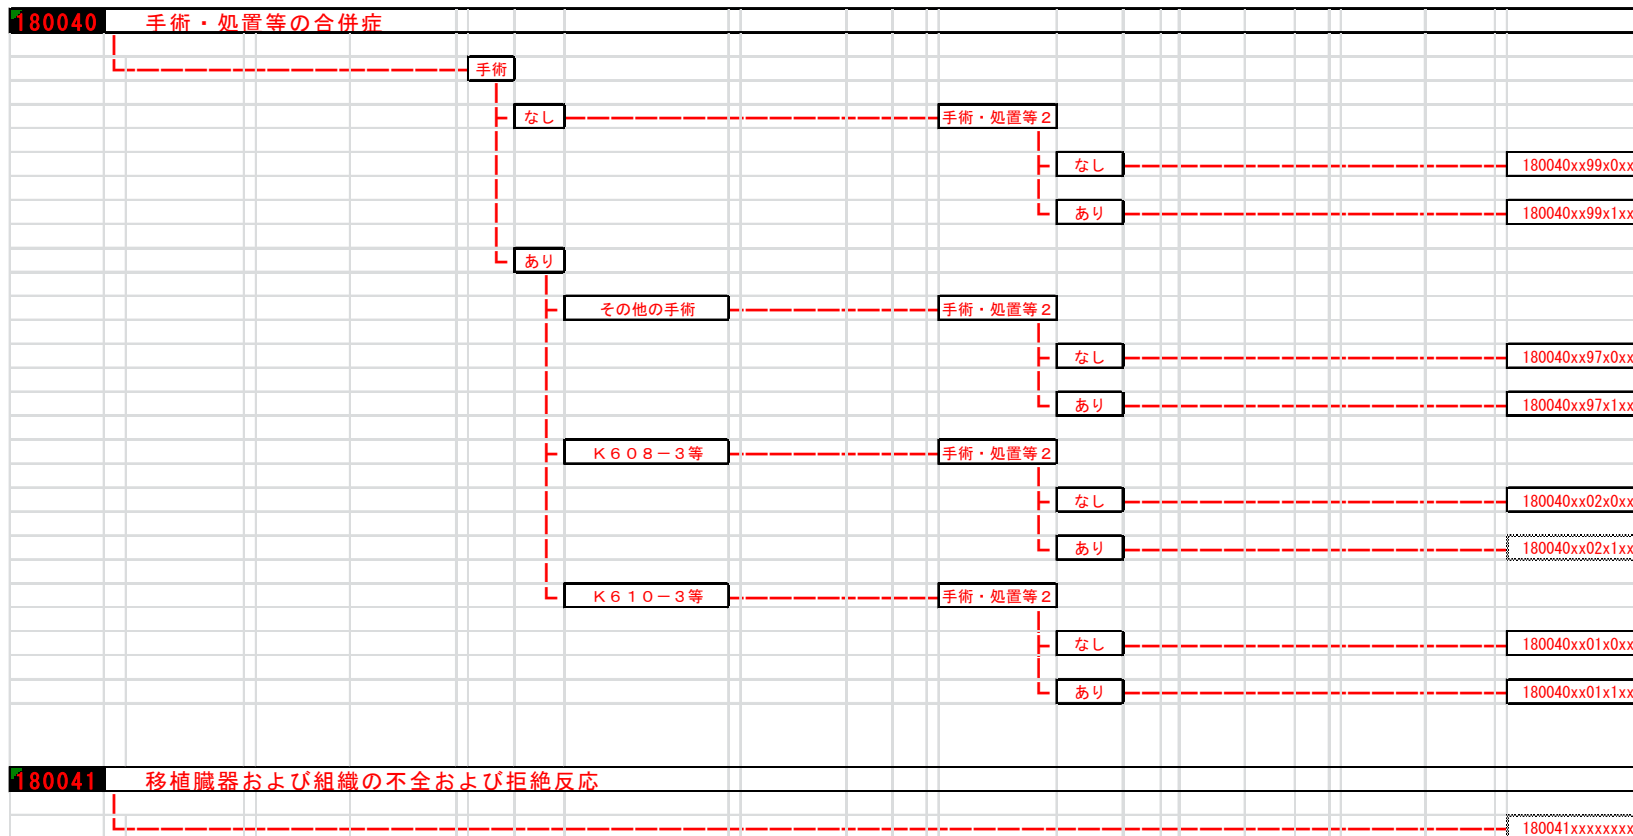 180040 手術・処置等の合併症
手術
なし 手術・処置等２
なし 180040xx99x0xx
あり 180040xx99x1xx
あり
その他の手術 手術・処置等２
なし 180040xx97x0xx
あり 180040xx97x1xx
Ｋ６０８－３等 手術・処置等２
なし 180040xx02x0xx
あり 180040xx02x1xx
Ｋ６１０－３等 手術・処置等２
なし 180040xx01x0xx
あり 180040xx01x1xx
180041 移植臓器および組織の不全および拒絶反応
180041xxxxxxxx